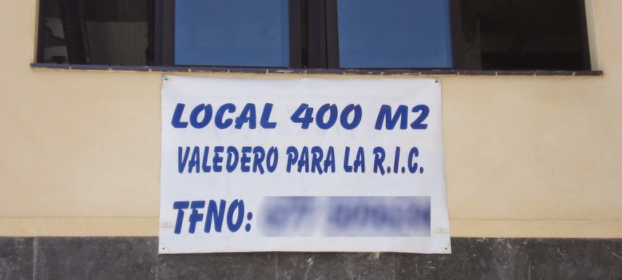 LOCAL 400 M2
VALEDERO PARA LA R.I.C.
TFNO: